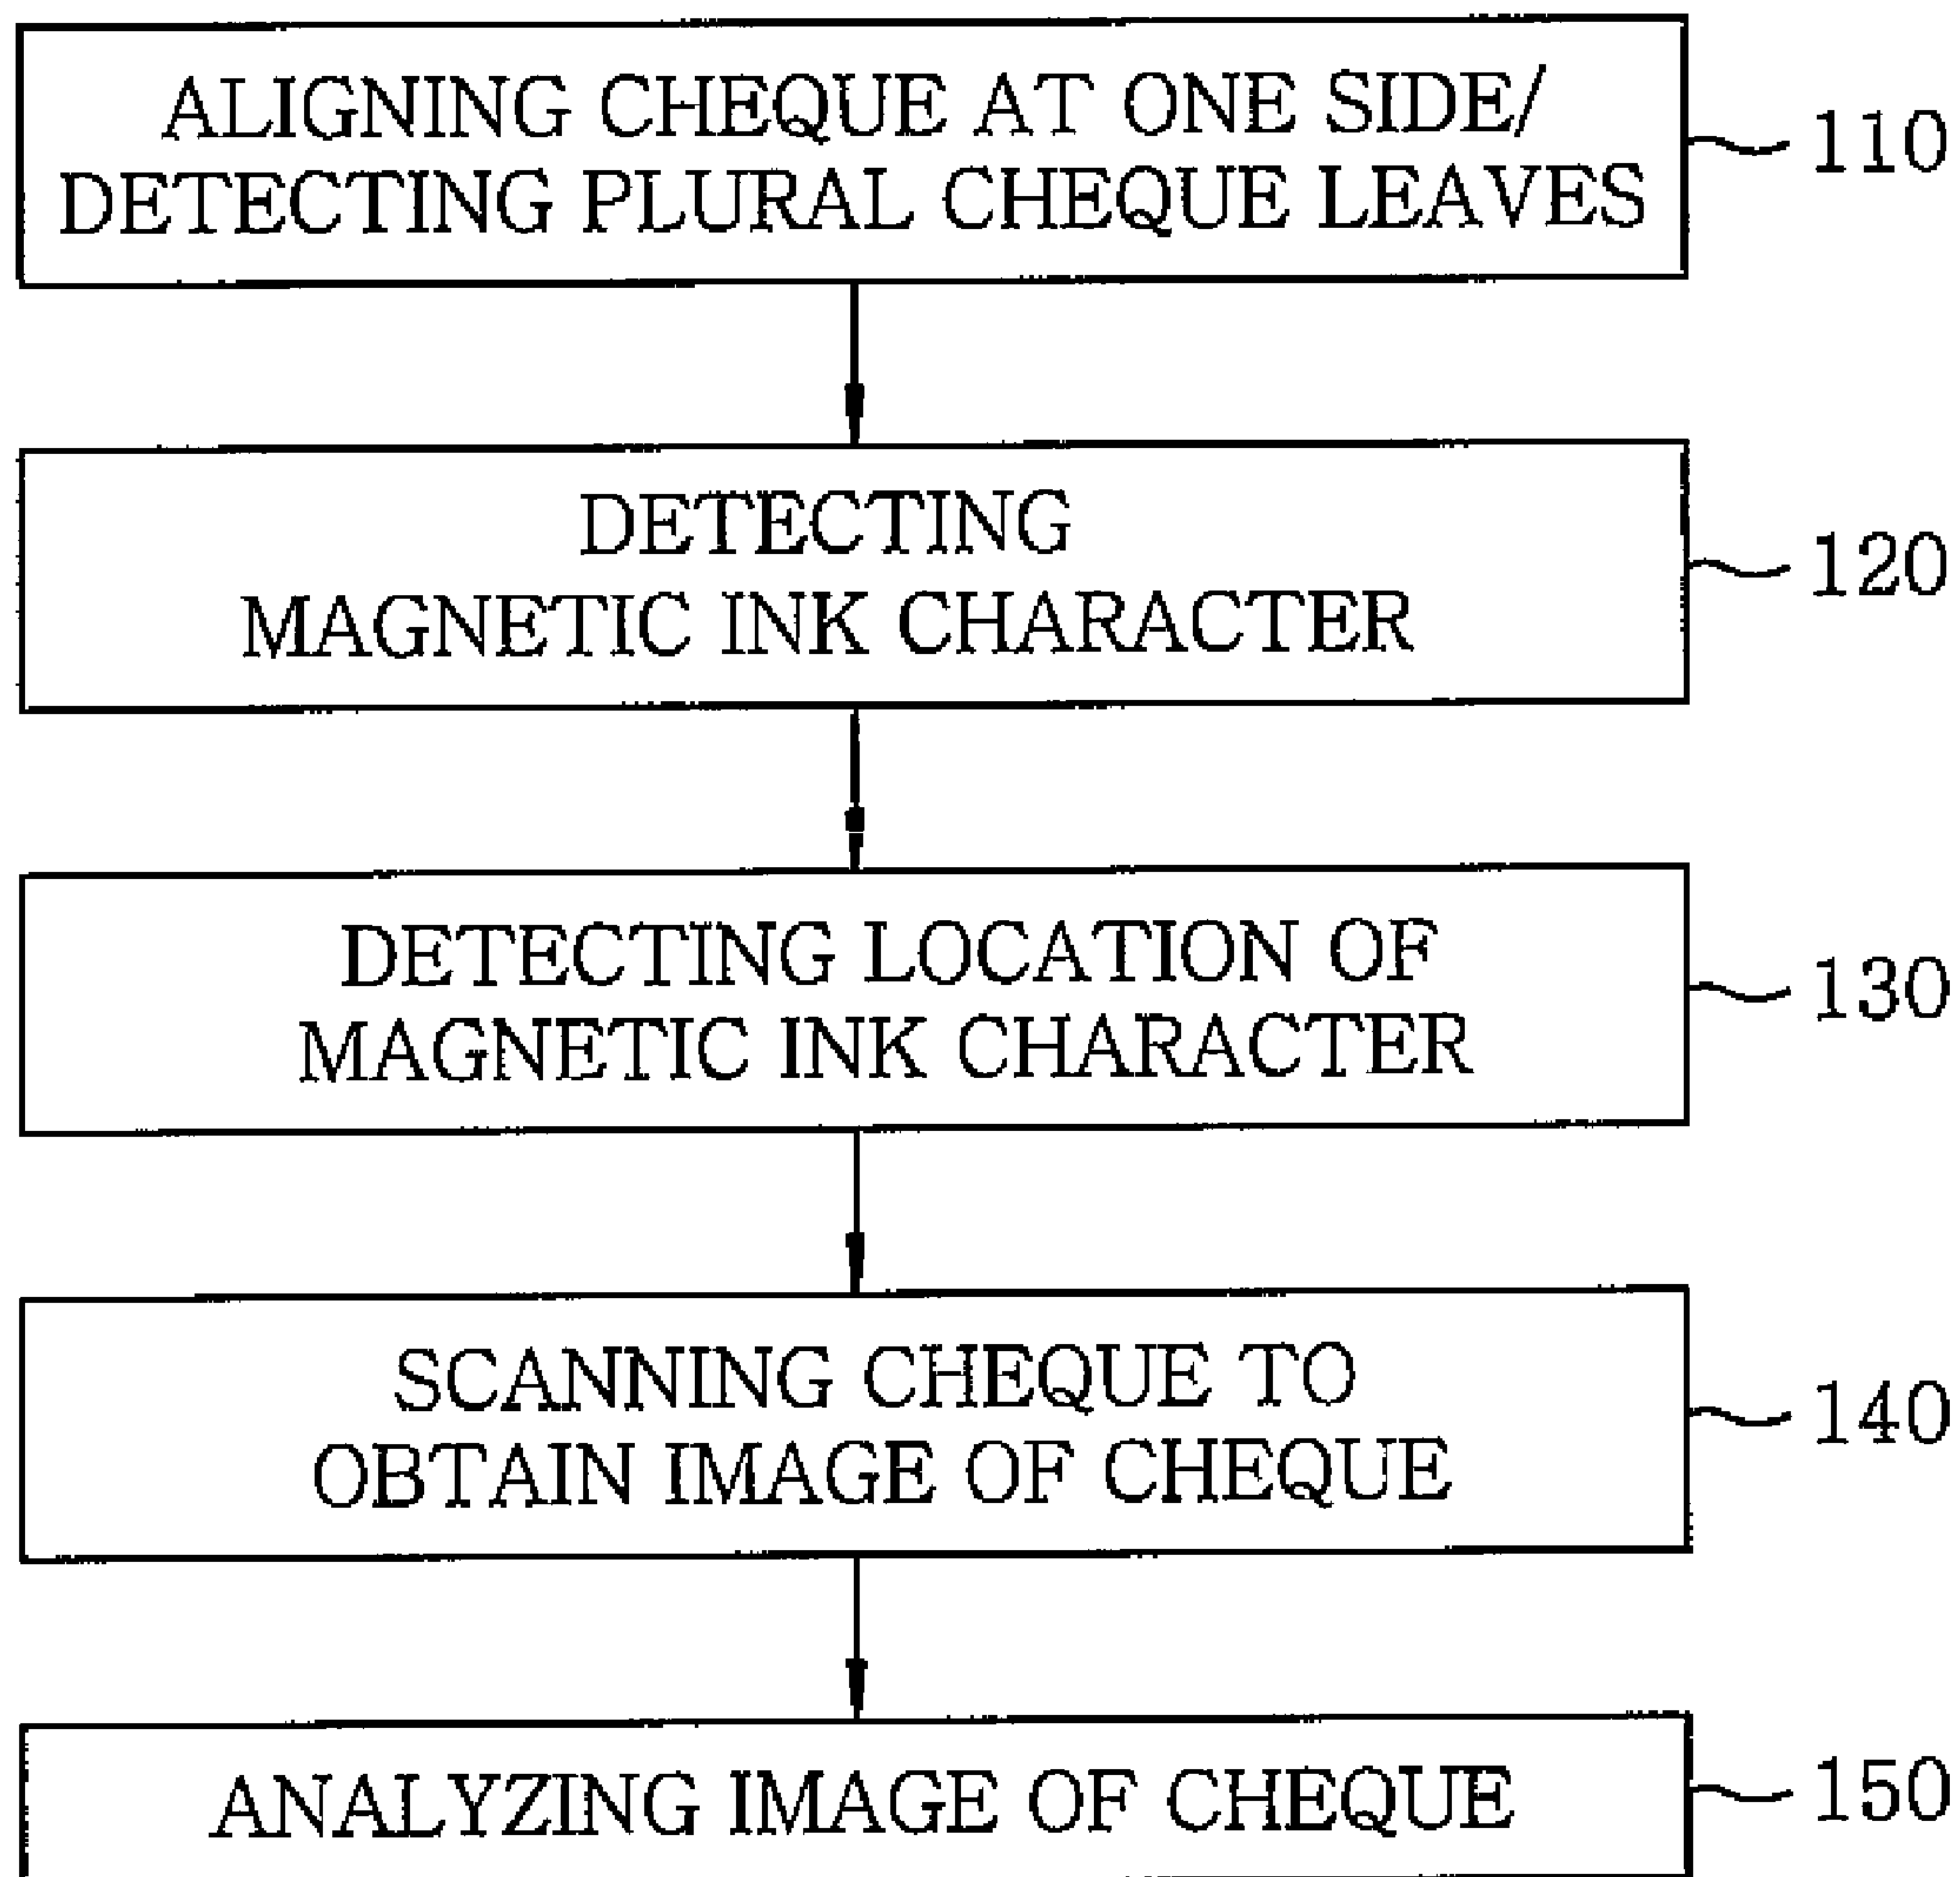 ALIGNING CHEQUE AT ONE SIDE/
DETECTING PLURAL CHEQUE LEAVES
110
DETECTING
MAGNETIC INK CHARACTER
120
DETECTING LOCATION OF
MAGNETIC INK CHARACTER
130
SCANNING CHEQUE TO
OBTAIN IMAGE OF CHEQUE
140
ANALYZING IMAGE OF CHEQUE
150